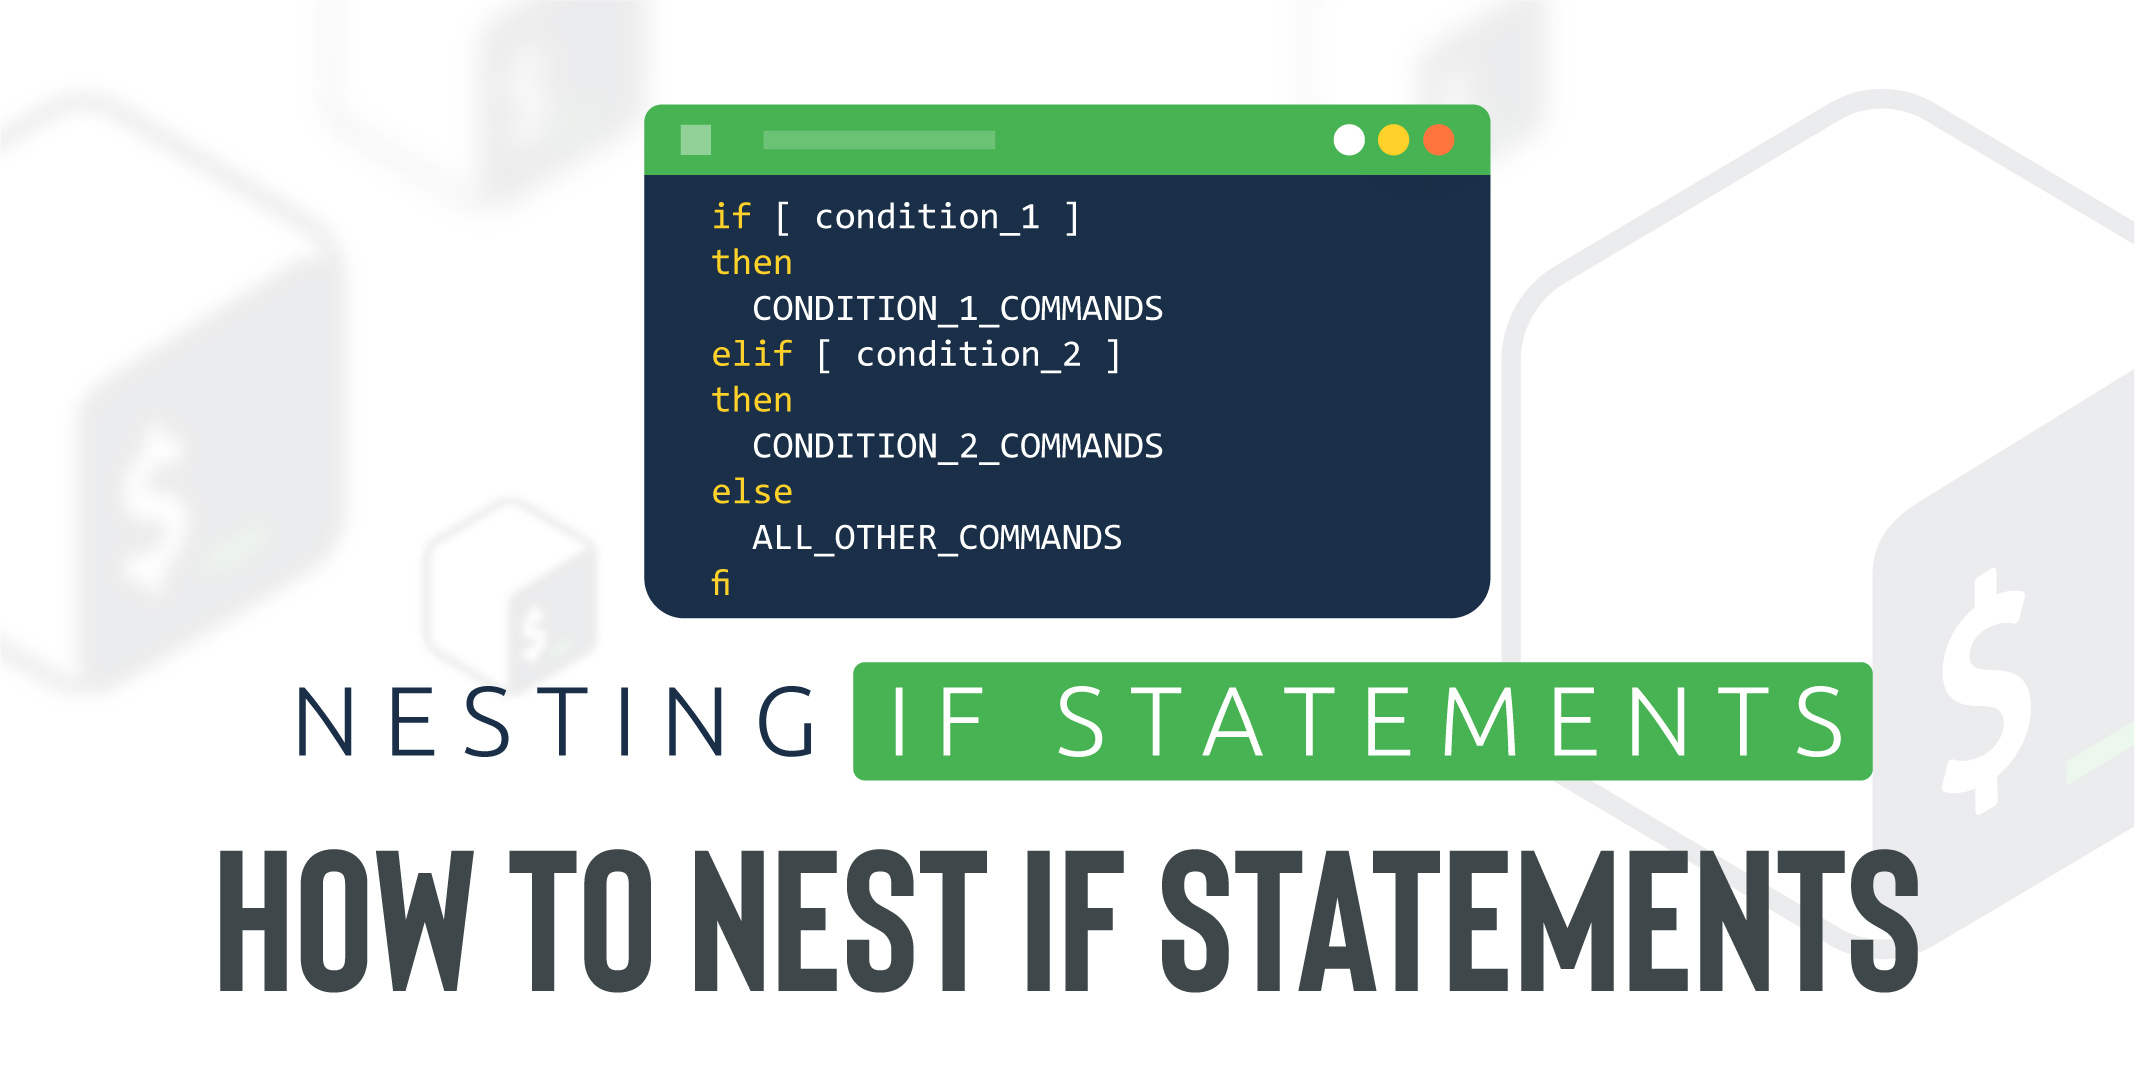 if [ condition_1 ]
then
  CONDITION_1_COMMANDS
elif [ condition_2 ]
then
  CONDITION_2_COMMANDS
else
  ALL_OTHER_COMMANDS
fi
NESTING IF STATEMENTS
HOW TO NEST IF STATEMENTS
$
$
$
$